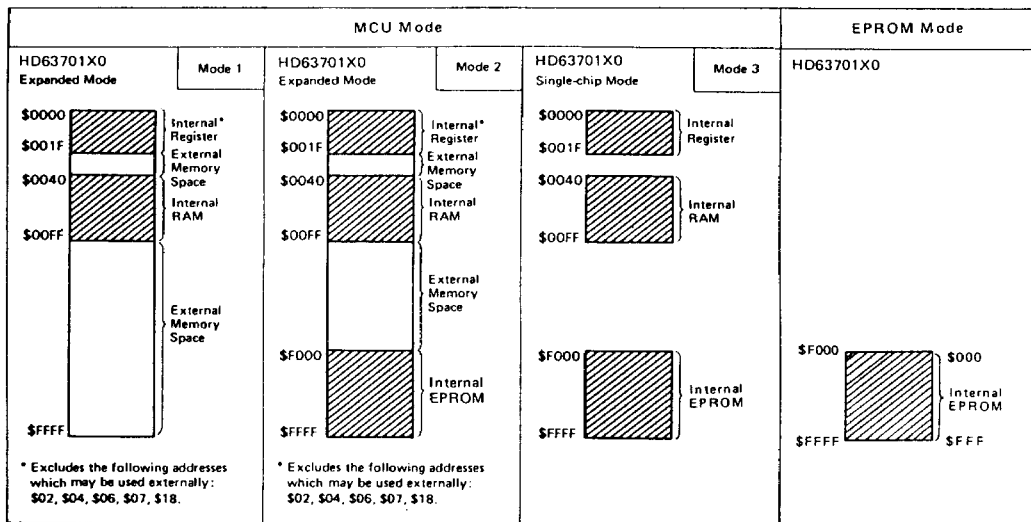 MCU Mode
EPROM Mode
HD63701X0
Expanded Mode
Mode 1
$0000
$001F
$0040
$00FF
$FFFF
Internal*
Register
External
Memory
Space
Internal
RAM
External
Memory
Space
* Excludes the following addresses
which may be used externally:
$02, $04, $06, $07, $18.
HD63701X0
Expanded Mode
Mode 2
$0000
$001F
$0040
$00FF
$F000
$FFFF
Internal*
Register
External
Memory
Space
Internal
RAM
External
Memory
Space
Internal
EPROM
* Excludes the following addresses
which may be used externally:
$02, $04, $06, $07, $18.
HD63701X0
Single-chip Mode
Mode 3
$0000
$001F
$0040
$00FF
$F000
$FFFF
Internal
Register
Internal
RAM
Internal
EPROM
HD63701X0
$F000
$FFFF
$000
Internal
EPROM
$FFF